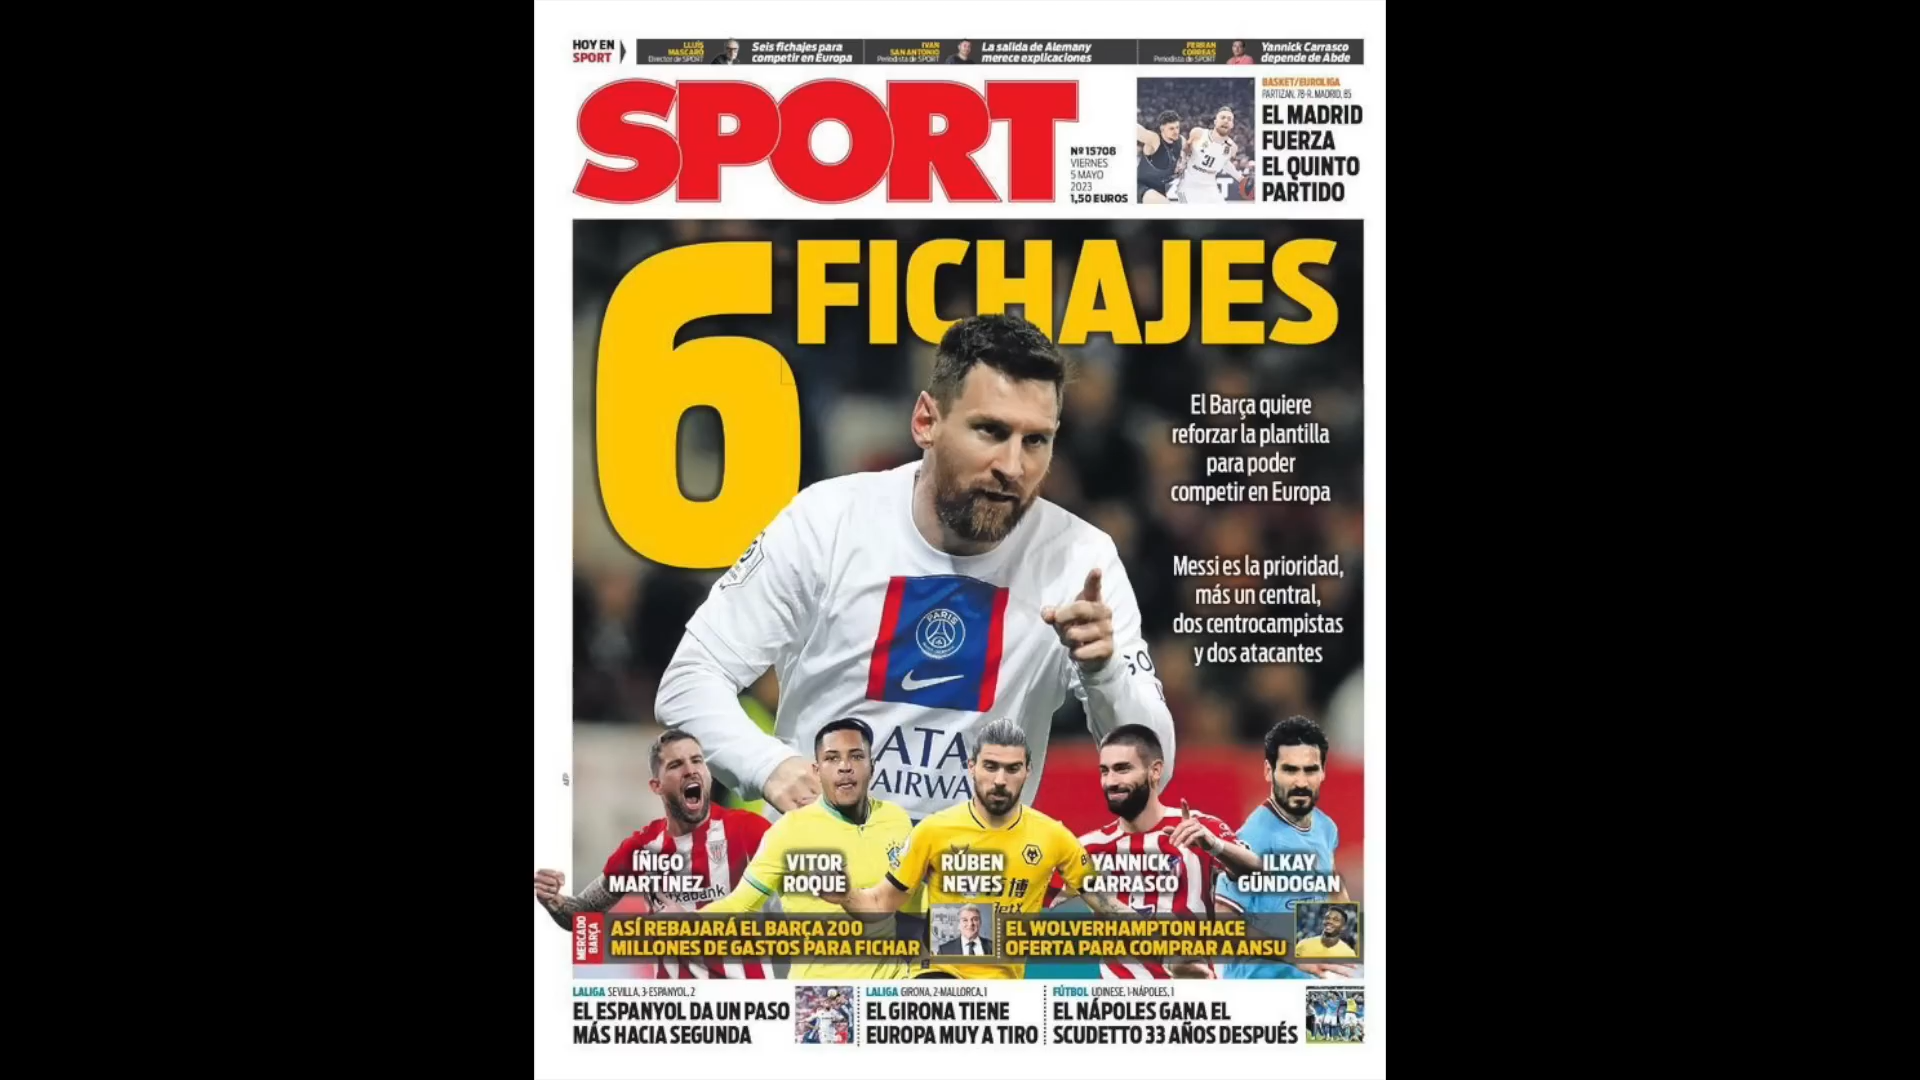 HOY EN
SPORT
LLUÍS
MASCARÓ
Director de SPORT
Seis fichajes para
competir en Europa
IVAN
SAN ANTONIO
Periodista de SPORT
La salida de Alemany
merece explicaciones
FERRAN
CORREAS
Periodista de SPORT
Yannick Carrasco
depende de Abde
SPORT
Nº 15708
VIERNES
5 MAYO
2023
1,50 EUROS
BASKET/EUROLIGA
PARTIZAN, 78-R. MADRID, 85
EL MADRID
FUERZA
EL QUINTO
PARTIDO
31
6 FICHAJES
El Barça quiere
reforzar la plantilla
para poder
competir en Europa
Messi es la prioridad,
más un central,
dos centrocampistas
y dos atacantes
PARIS
ATA
AIRWA
ÍÑIGO
MARTÍNEZ
VITOR
ROQUE
RÚBEN
NEVES
YANNICK
CARRASCO
ILKAY
GÜNDOGAN
AFP
MERCADO
BARÇA
ASÍ REBAJARÁ EL BARÇA 200
MILLONES DE GASTOS PARA FICHAR
EL WOLVERHAMPTON HACE
OFERTA PARA COMPRAR A ANSU
LALIGA SEVILLA, 3-ESPANYOL, 2
EL ESPANYOL DA UN PASO
MÁS HACIA SEGUNDA
LALIGA GIRONA, 2-MALLORCA, 1
EL GIRONA TIENE
EUROPA MUY A TIRO
FÚTBOL UDINESE, 1-NÁPOLES, 1
EL NÁPOLES GANA EL
SCUDETTO 33 AÑOS DESPUÉS